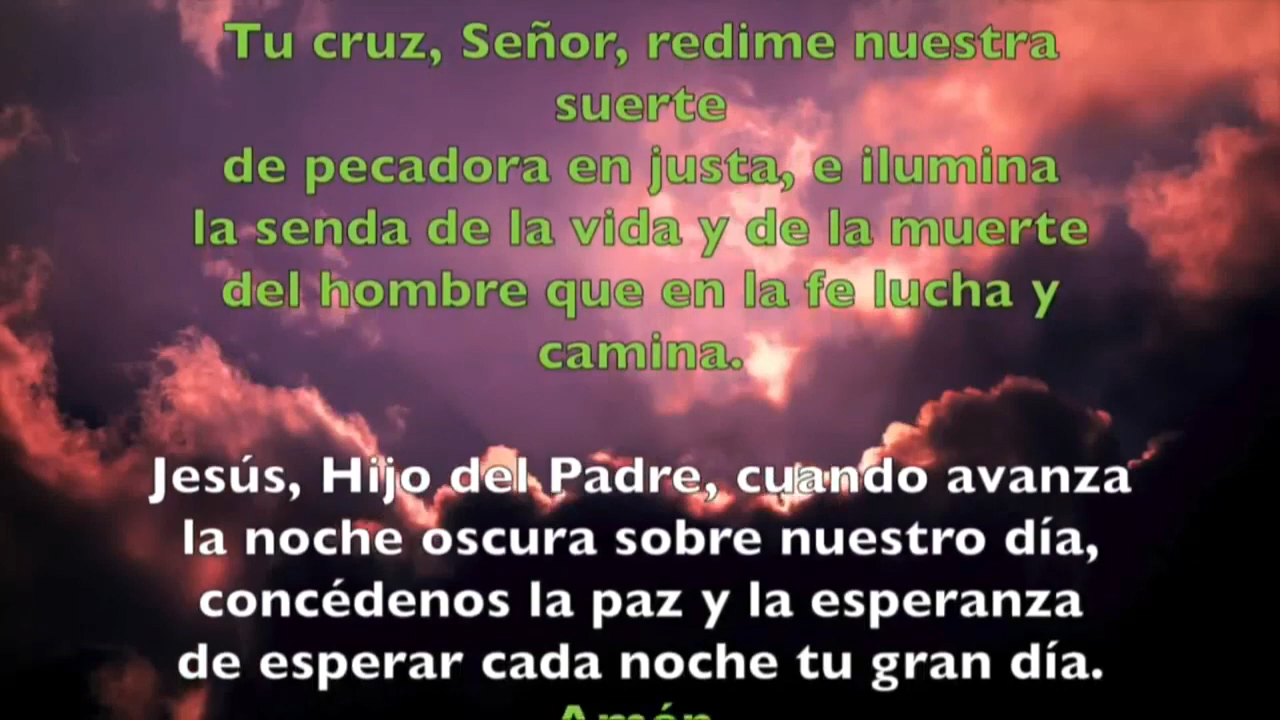 Tu cruz, Señor, redime nuestra
suerte
de pecadora en justa, e ilumina
la senda de la vida y de la muerte
del hombre que en la fe lucha y
camina.
Jesús, Hijo del Padre, cuando avanza
la noche oscura sobre nuestro día,
concédenos la paz y la esperanza
de esperar cada noche tu gran día.
Amén